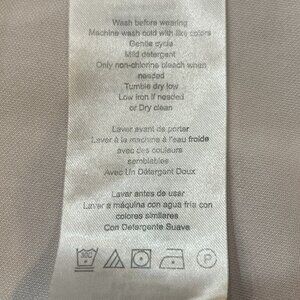 Wash before wearing
Machine wash cold with like colors
Gentle cycle
Mild detergent
Only non-chlorine bleach when
needed
Tumble dry low
Low iron if needed
or Dry clean
Laver avant de porter
Laver à la machine à l'eau froide
avec des couleurs
semblables
Avec Un Détergent Doux
Lavar antes de usar
Lavar a máquina con agua fría con
colores similares
Con Detergente Suave
P